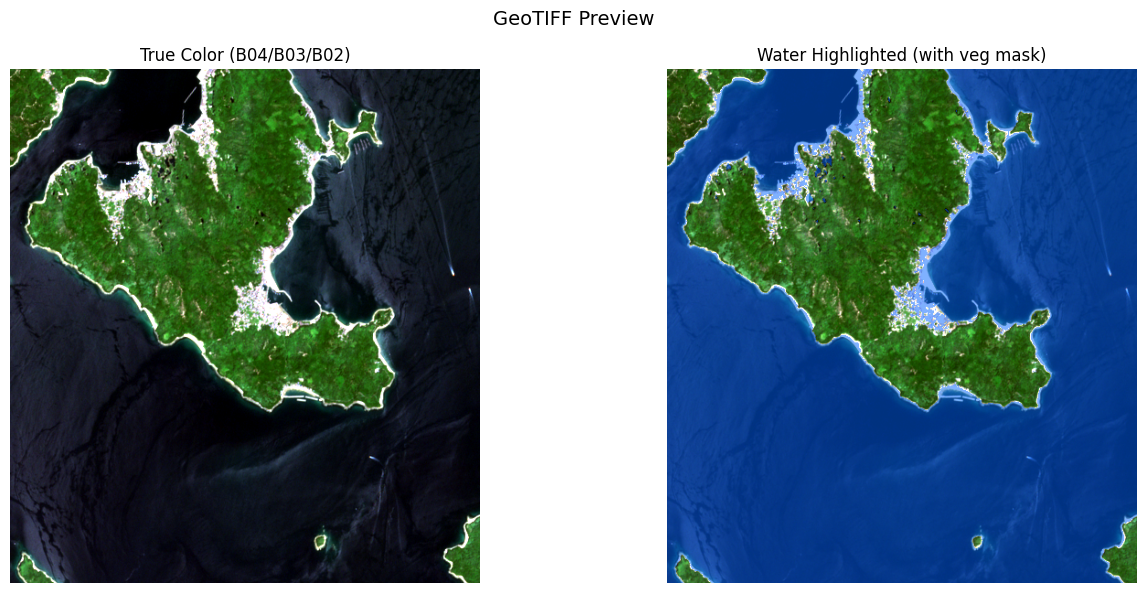 GeoTIFF Preview
True Color (B04/B03/B02)
Water Highlighted (with veg mask)